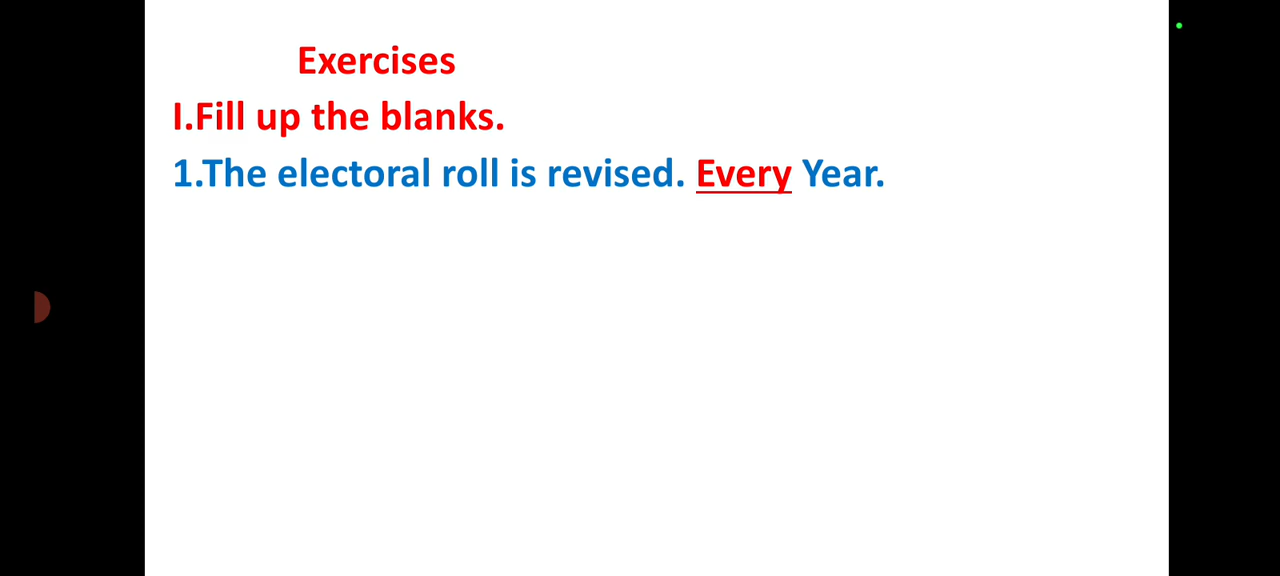 Exercises
I.Fill up the blanks.
1.The electoral roll is revised. Every Year.